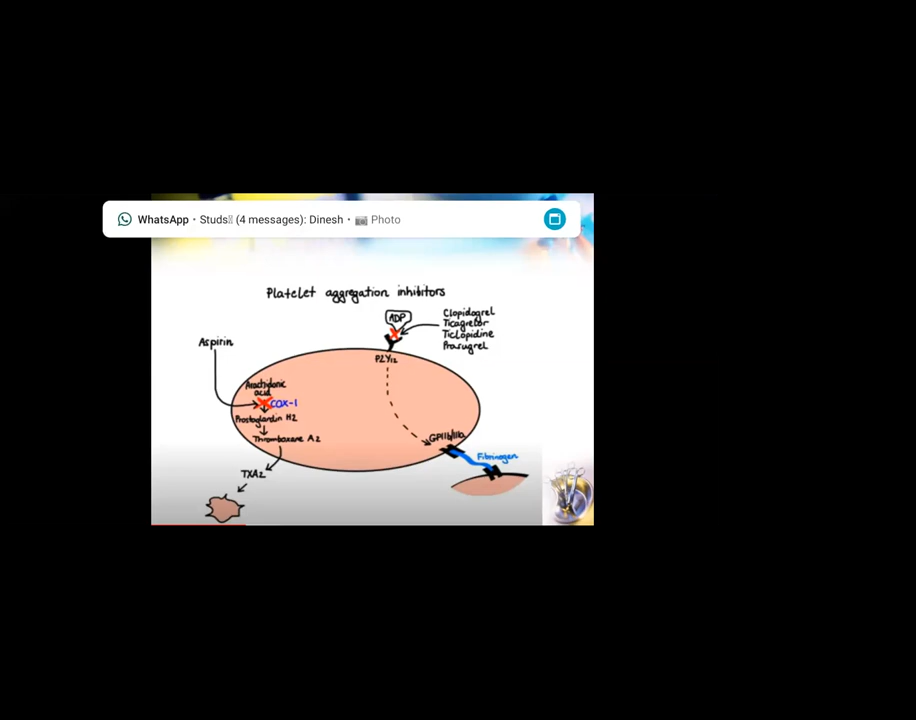 WhatsApp • Studs (4 messages): Dinesh • 📷 Photo
Platelet aggregation inhibitors
ADP
Clopidogrel
Ticagrelor
Ticlopidine
Prasugrel
Aspirin
P2Y12
Arachidonic
acid
COX-1
Prostaglandin H2
Thromboxane A2
GPIIb/IIIa
Fibrinogen
TXA2